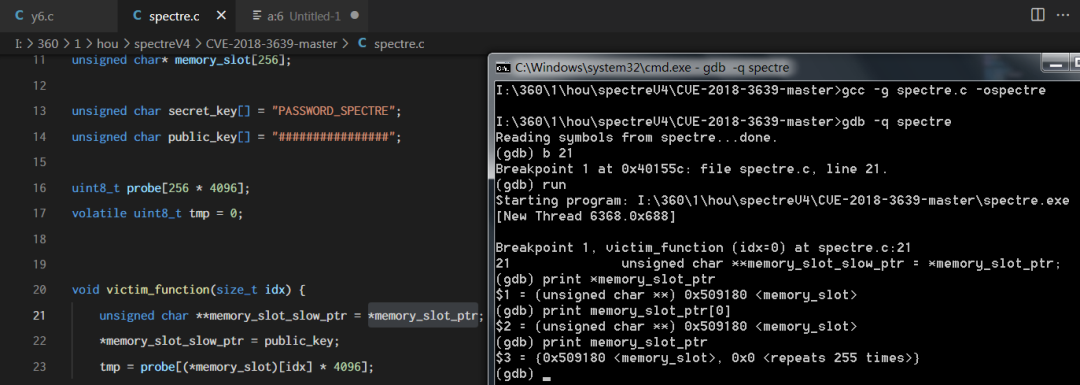 y6.c
spectre.c
a:6 Untitled-1
I: > 360 > 1 > hou > spectreV4 > CVE-2018-3639-master > C spectre.c
11 unsigned char* memory_slot[256];
12
13 unsigned char secret_key[] = "PASSWORD_SPECTRE";
14 unsigned char public_key[] = "################";
15
16 uint8_t probe[256 * 4096];
17 volatile uint8_t tmp = 0;
18
19
20 void victim_function(size_t idx) {
21 unsigned char **memory_slot_slow_ptr = *memory_slot_ptr;
22 *memory_slot_slow_ptr = public_key;
23 tmp = probe[(*memory_slot)[idx] * 4096];
C:\Windows\system32\cmd.exe - gdb -q spectre
I:\360\1\hou\spectreV4\CVE-2018-3639-master>gcc -g spectre.c -ospectre
I:\360\1\hou\spectreV4\CVE-2018-3639-master>gdb -q spectre
Reading symbols from spectre...done.
(gdb) b 21
Breakpoint 1 at 0x40155c: file spectre.c, line 21.
(gdb) run
Starting program: I:\360\1\hou\spectreV4\CVE-2018-3639-master\spectre.exe
[New Thread 6368.0x688]
Breakpoint 1, victim_function (idx=0) at spectre.c:21
21 unsigned char **memory_slot_slow_ptr = *memory_slot_ptr;
(gdb) print *memory_slot_ptr
$1 = (unsigned char **) 0x509180 <memory_slot>
(gdb) print memory_slot_ptr[0]
$2 = (unsigned char **) 0x509180 <memory_slot>
(gdb) print memory_slot_ptr
$3 = {0x509180 <memory_slot>, 0x0 <repeats 255 times>}
(gdb) _